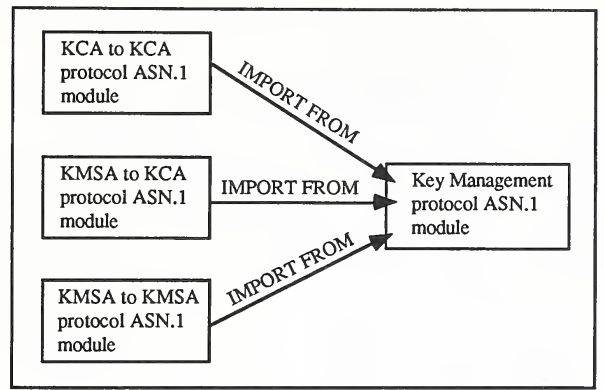 KCA to KCA
protocol ASN.1
module
IMPORT FROM
KMSA to KCA
protocol ASN.1
module
IMPORT FROM
Key Management
protocol ASN.1
module
IMPORT FROM
KMSA to KMSA
protocol ASN.1
module